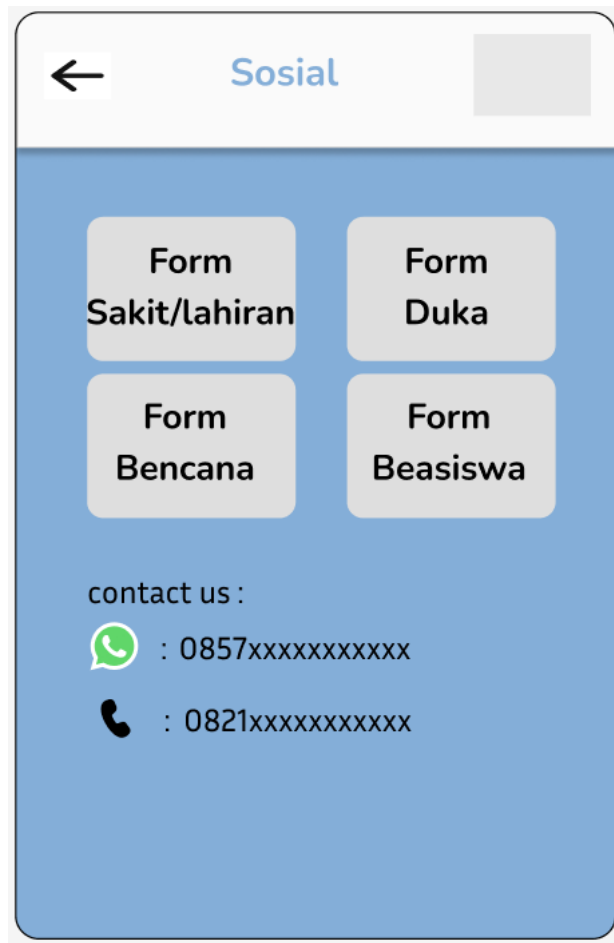 Sosial
Form
Sakit/lahiran
Form
Duka
Form
Bencana
Form
Beasiswa
contact us :
: 0857xxxxxxxxxxx
: 0821xxxxxxxxxxx